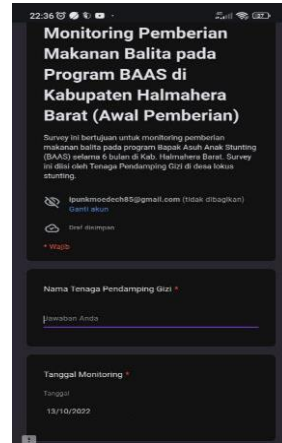 22:36
Monitoring Pemberian
Makanan Balita pada
Program BAAS di
Kabupaten Halmahera
Barat (Awal Pemberian)
Survey ini bertujuan untuk monitoring pemberian
makanan balita pada program Bapak Asuh Anak Stunting
(BAAS) selama 6 bulan di Kab. Halmahera Barat. Survey
ini diisi oleh Tenaga Pendamping Gizi di desa lokus
stunting.
ipunkmoedech85@gmail.com (tidak dibagikan)
Ganti akun
Draf disimpan
* Wajib
Nama Tenaga Pendamping Gizi *
Jawaban Anda
Tanggal Monitoring *
Tanggal
13/10/2022